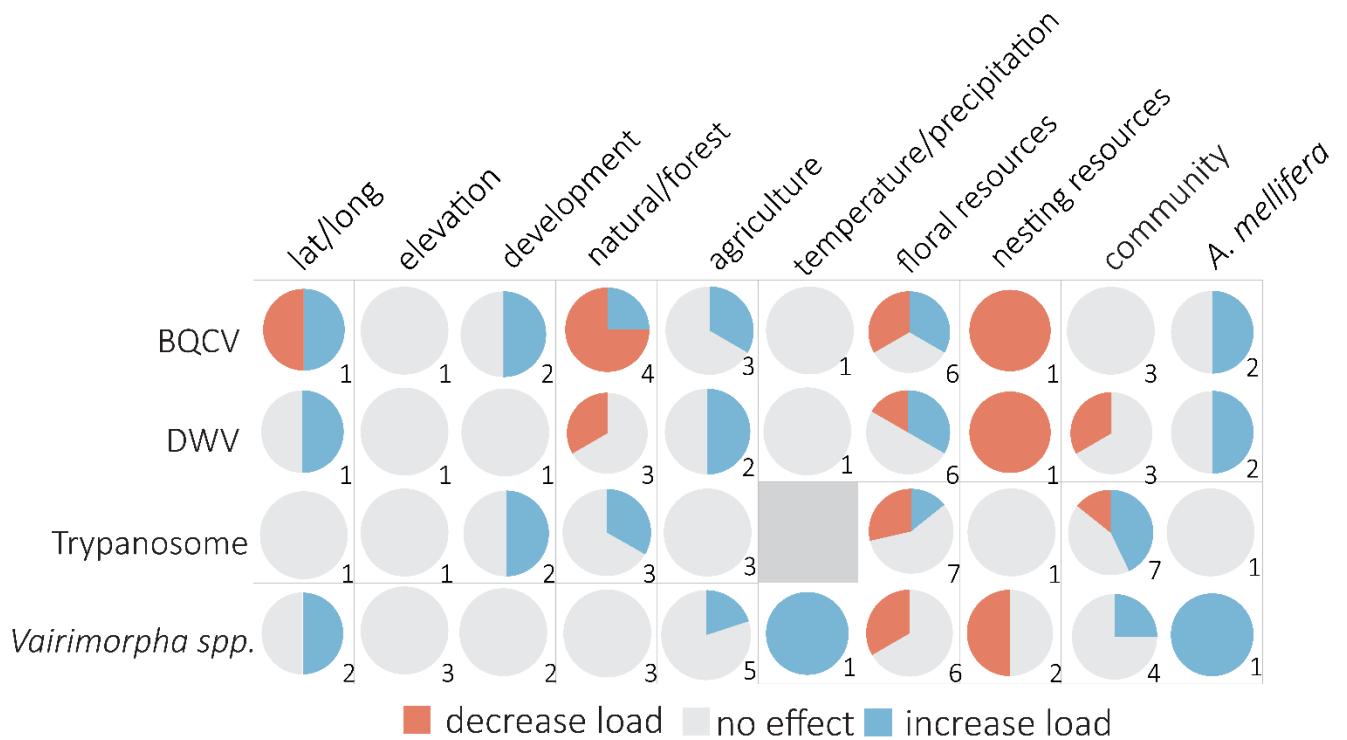 lat/long
elevation
development
natural/forest
agriculture
temperature/precipitation
floral resources
nesting resources
community
A. mellifera
BQCV
1 1 2 4 3 1 6 1 3 2
DWV
1 1 1 3 2 1 6 1 3 2
Trypanosome
1 1 2 3 3 7 1 7 1
Vairimorpha spp.
2 3 2 3 5 1 6 2 4 1
decrease load no effect increase load